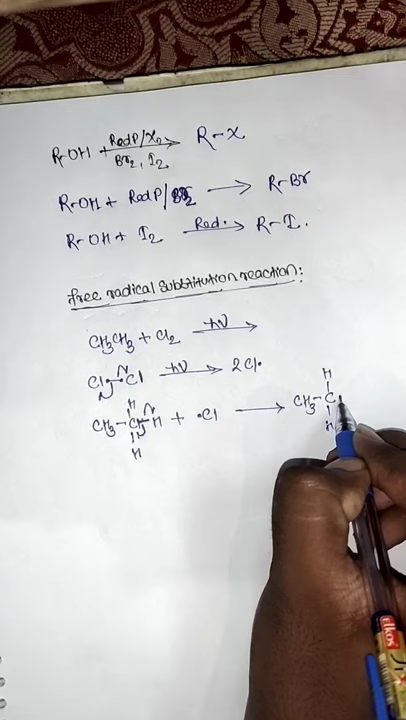 R-OH + Red P/X₂ / Br₂, I₂ → R-X
R-OH + Red P/Br₂ → R-Br
R-OH + I₂ Red. → R-I.
free radical substitution reaction:
CH₃CH₃ + Cl₂ hν →
Cl-Cl hν → 2Cl•
H H
CH₃-C-H + •Cl → CH₃-C
H H
Elkos